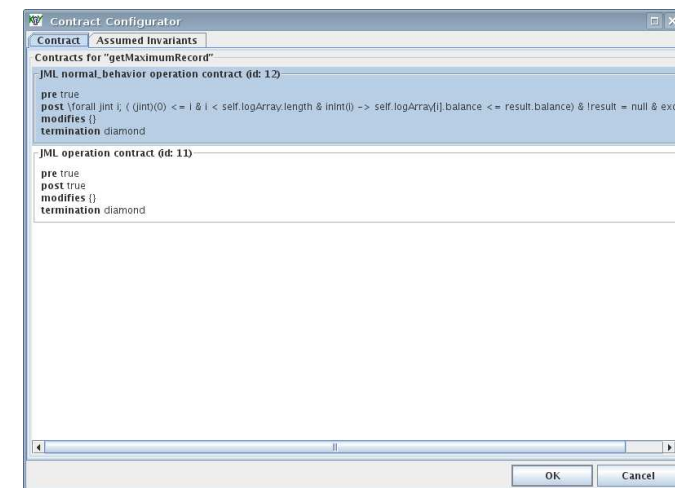 Contract Configurator
Contract Assumed Invariants
Contracts for "getMaximumRecord"
JML normal_behavior operation contract (id: 12)
pre true
post \forall jint i; ( (jint)(0) <= i & i < self.logArray.length & inInt(i) -> self.logArray[i].balance <= result.balance) & !result = null & exc
modifies {}
termination diamond
JML operation contract (id: 11)
pre true
post true
modifies {}
termination diamond
OK Cancel